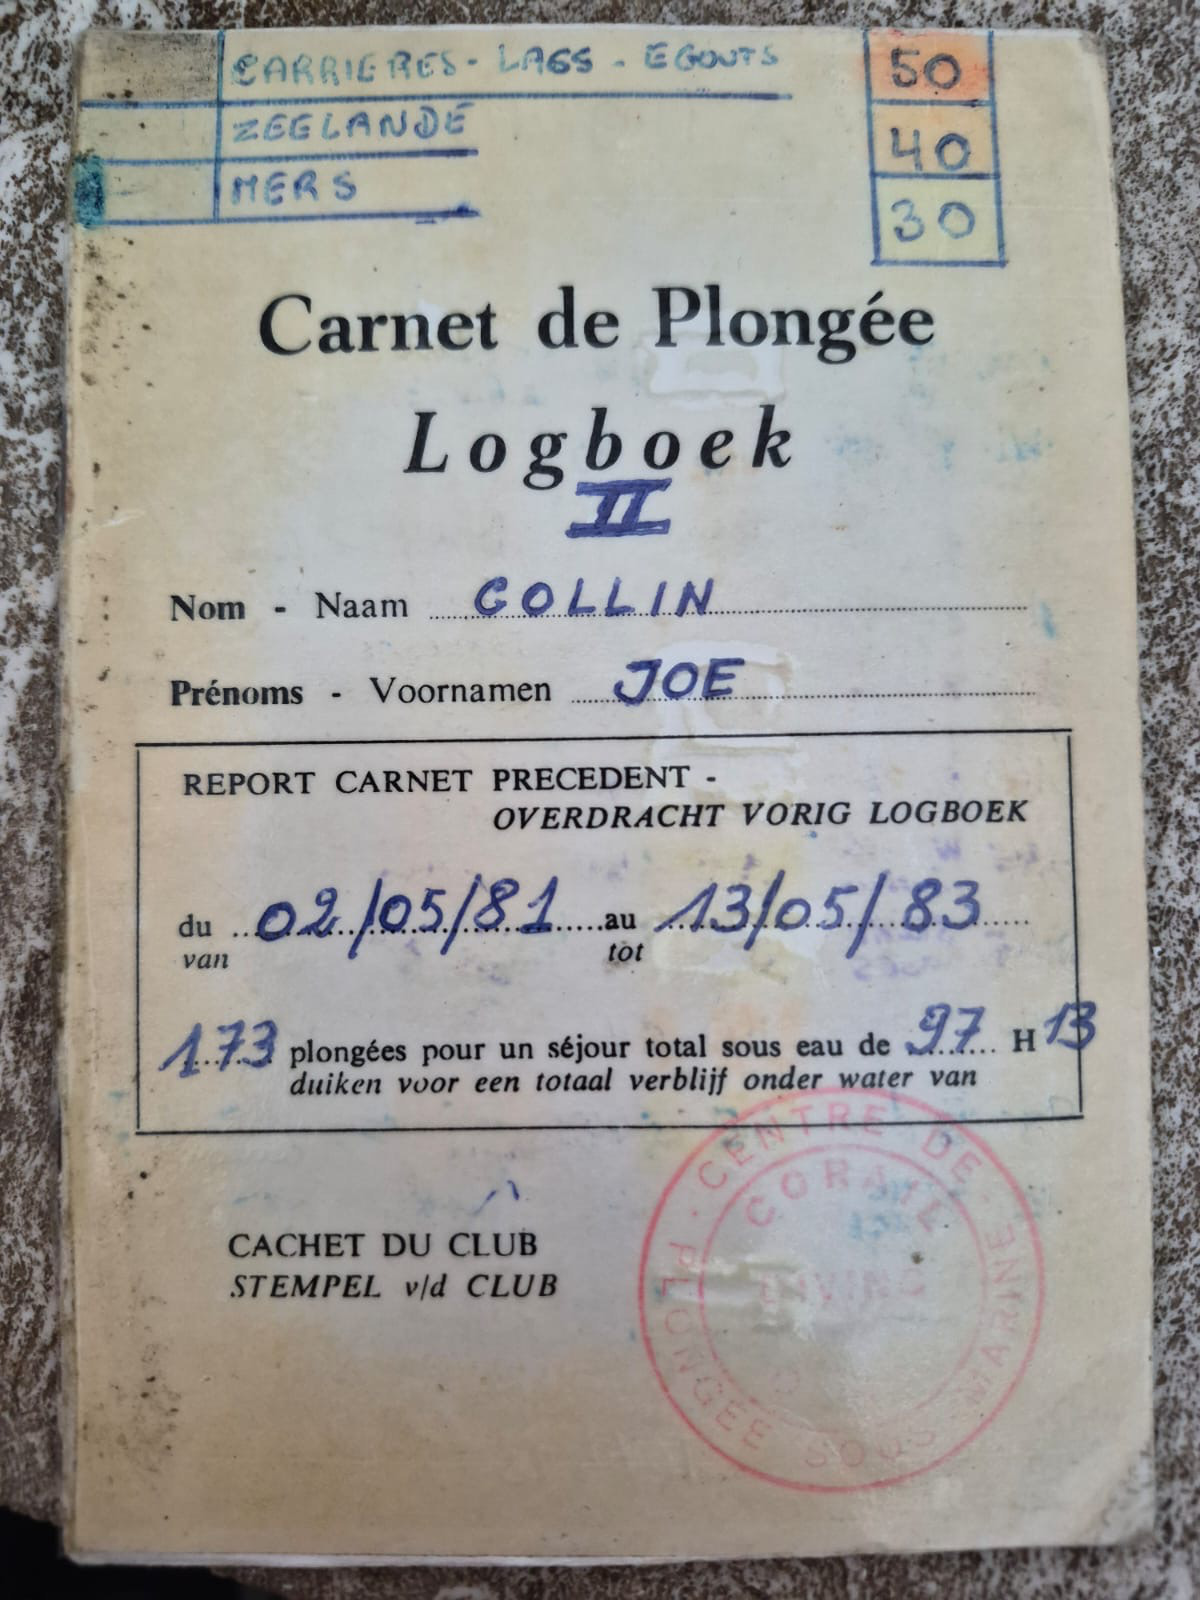 CARRIERES - LACS - EGOUTS 50
ZEELANDE 40
MERS 30
Carnet de Plongée
Logboek
II
Nom - Naam COLLIN
Prénoms - Voornamen JOE
REPORT CARNET PRECEDENT -
OVERDRACHT VORIG LOGBOEK
du 02/05/81 au 13/05/83
van tot
173 plongées pour un séjour total sous eau de 97 H 13
duiken voor een totaal verblijf onder water van
CACHET DU CLUB
STEMPEL v/d CLUB
CENTRE DE PLONGÉE SOUS MARINE
CORAIL
DIVING